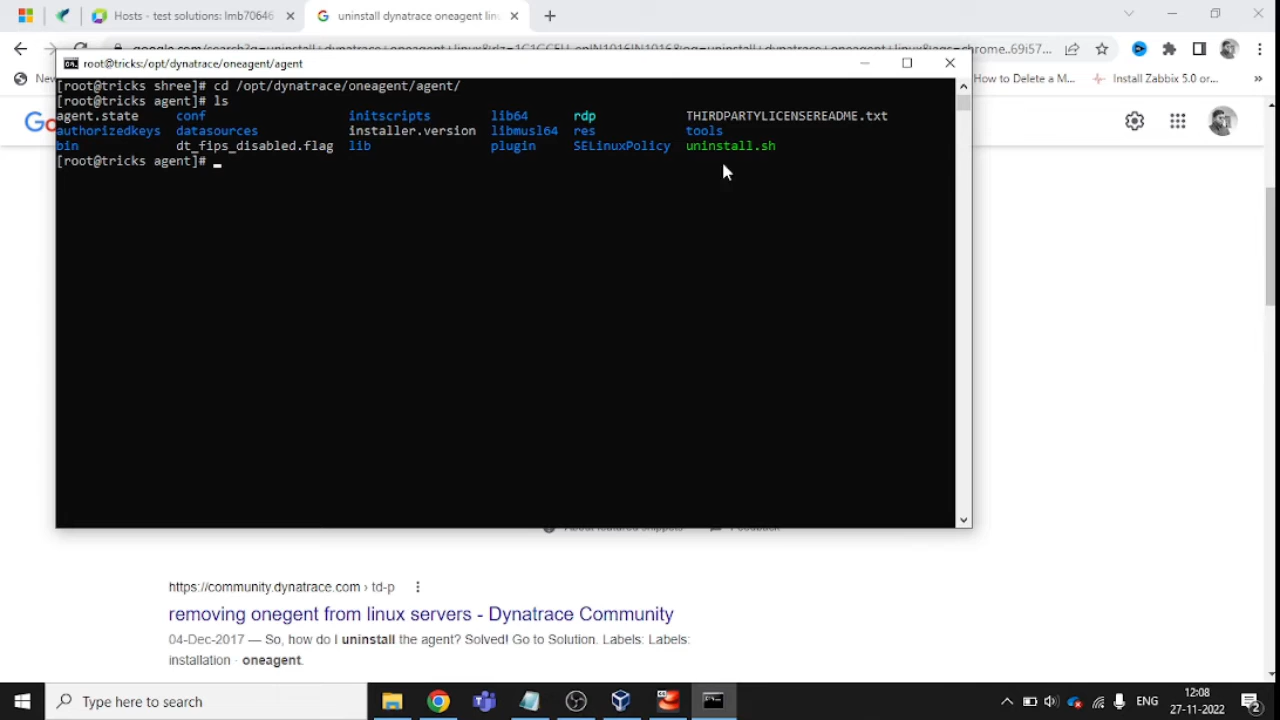 Hosts - test solutions: lmb70646
uninstall dynatrace oneagent linu
root@tricks:/opt/dynatrace/oneagent/agent
How to Delete a M...
Install Zabbix 5.0 or...
»
[root@tricks shree]# cd /opt/dynatrace/oneagent/agent/
[root@tricks agent]# ls
agent.state conf initscripts lib64 rdp THIRDPARTYLICENSEREADME.txt
authorizedkeys datasources installer.version libmusl64 res tools
bin dt_fips_disabled.flag lib plugin SELinuxPolicy uninstall.sh
[root@tricks agent]#
https://community.dynatrace.com › td-p
removing onegent from linux servers - Dynatrace Community
04-Dec-2017 — So, how do I uninstall the agent? Solved! Go to Solution. Labels: Labels:
installation · oneagent.
Type here to search
ENG
12:08
27-11-2022
2